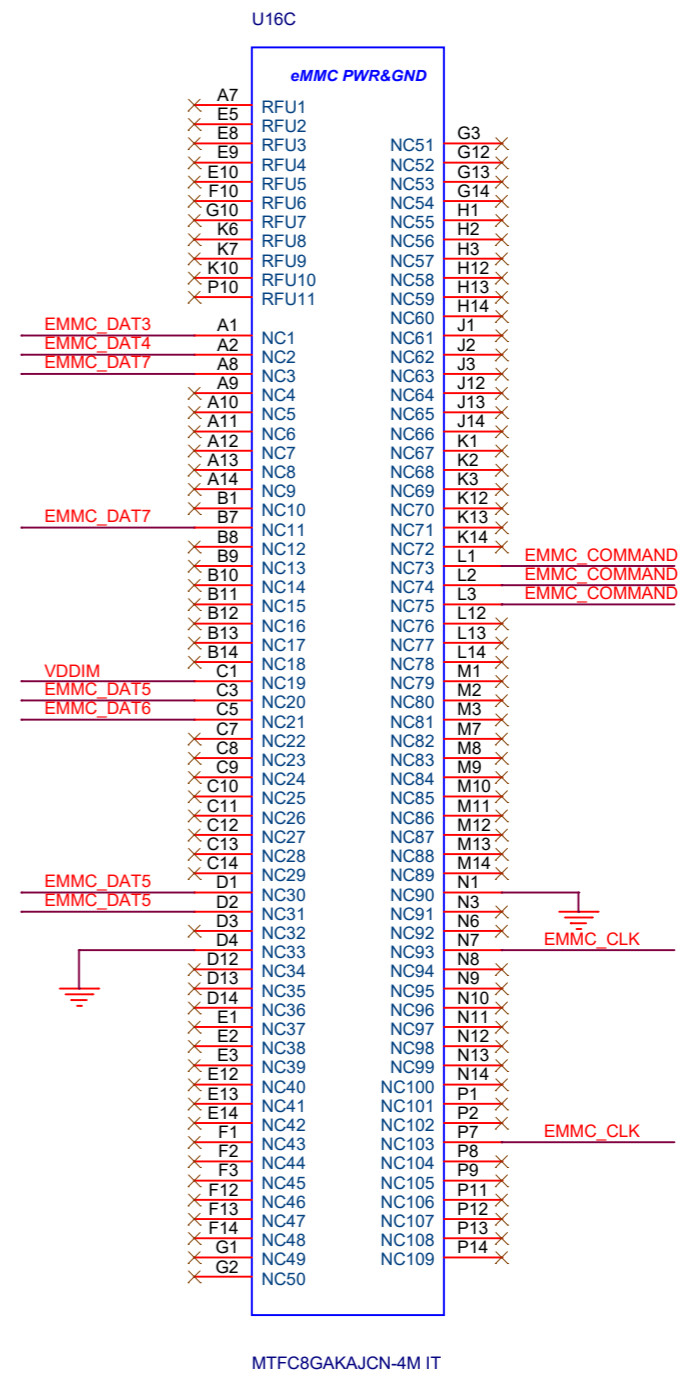 U16C
eMMC PWR&GND
A7 RFU1
E5 RFU2
E8 RFU3
E9 RFU4
E10 RFU5
F10 RFU6
G10 RFU7
K6 RFU8
K7 RFU9
K10 RFU10
P10 RFU11
EMMC_DAT3 A1 NC1
EMMC_DAT4 A2 NC2
EMMC_DAT7 A8 NC3
A9 NC4
A10 NC5
A11 NC6
A12 NC7
A13 NC8
A14 NC9
B1 NC10
EMMC_DAT7 B7 NC11
B8 NC12
B9 NC13
B10 NC14
B11 NC15
B12 NC16
B13 NC17
B14 NC18
VDDIM C1 NC19
EMMC_DAT5 C3 NC20
EMMC_DAT6 C5 NC21
C7 NC22
C8 NC23
C9 NC24
C10 NC25
C11 NC26
C12 NC27
C13 NC28
C14 NC29
EMMC_DAT5 D1 NC30
EMMC_DAT5 D2 NC31
D3 NC32
D4 NC33
D12 NC34
D13 NC35
D14 NC36
E1 NC37
E2 NC38
E3 NC39
E12 NC40
E13 NC41
E14 NC42
F1 NC43
F2 NC44
F3 NC45
F12 NC46
F13 NC47
F14 NC48
G1 NC49
G2 NC50
NC51 G3
NC52 G12
NC53 G13
NC54 G14
NC55 H1
NC56 H2
NC57 H3
NC58 H12
NC59 H13
NC60 H14
NC61 J1
NC62 J2
NC63 J3
NC64 J12
NC65 J13
NC66 J14
NC67 K1
NC68 K2
NC69 K3
NC70 K12
NC71 K13
NC72 K14
NC73 L1 EMMC_COMMAND
NC74 L2 EMMC_COMMAND
NC75 L3 EMMC_COMMAND
NC76 L12
NC77 L13
NC78 L14
NC79 M1
NC80 M2
NC81 M3
NC82 M7
NC83 M8
NC84 M9
NC85 M10
NC86 M11
NC87 M12
NC88 M13
NC89 M14
NC90 N1
NC91 N3
NC92 N6
NC93 N7 EMMC_CLK
NC94 N8
NC95 N9
NC96 N10
NC97 N11
NC98 N12
NC99 N13
NC100 N14
NC101 P1
NC102 P2
NC103 P7 EMMC_CLK
NC104 P8
NC105 P9
NC106 P11
NC107 P12
NC108 P13
NC109 P14
MTFC8GAKAJCN-4M IT